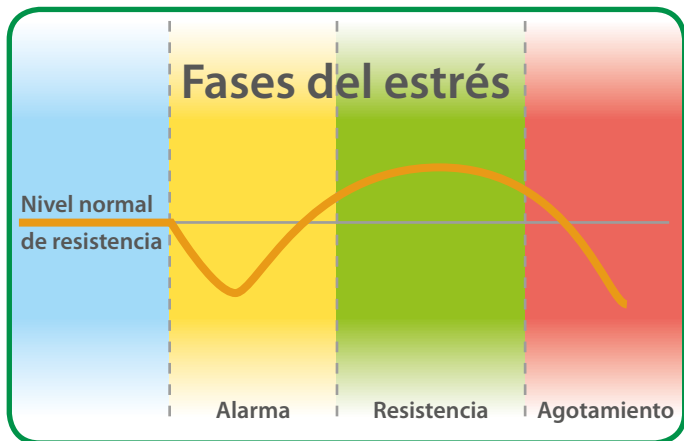 Fases del estrés
Nivel normal
de resistencia
Alarma
Resistencia
Agotamiento